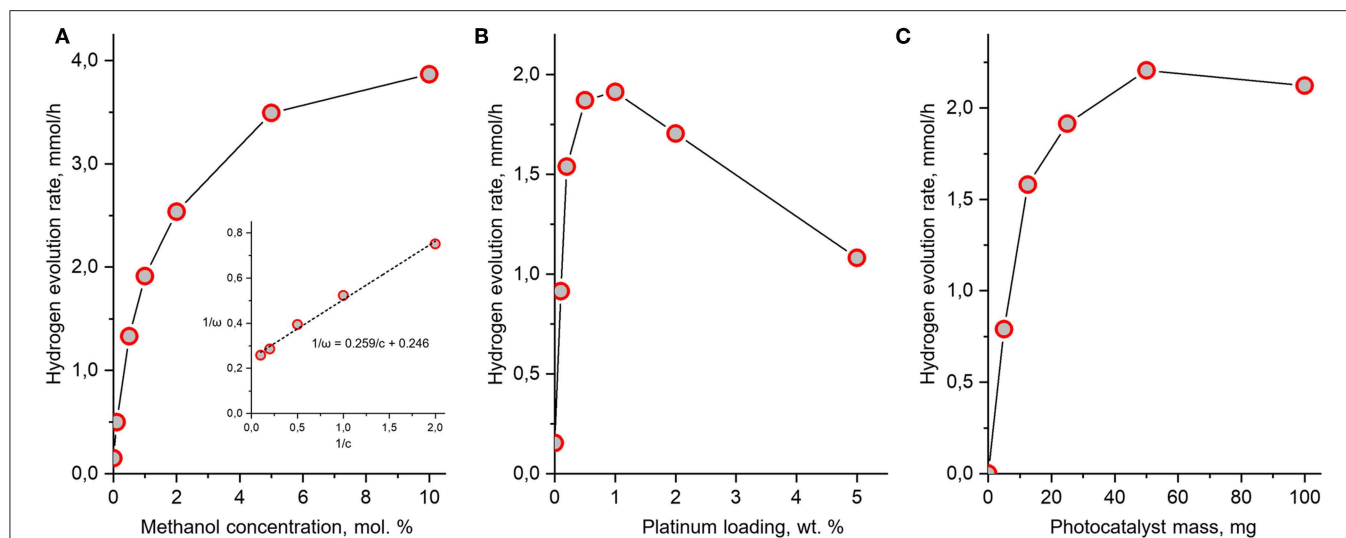 A
Hydrogen evolution rate, mmol/h
4,0
3,0
2,0
1,0
0,0
0 2 4 6 8 10
Methanol concentration, mol. %
0,8
0,6
0,4
0,2
0,0
1/ω
1/ω = 0.259/c + 0.246
0,0 0,5 1,0 1,5 2,0
1/c
B
Hydrogen evolution rate, mmol/h
2,0
1,5
1,0
0,5
0,0
0 1 2 3 4 5
Platinum loading, wt. %
C
Hydrogen evolution rate, mmol/h
2,0
1,5
1,0
0,5
0,0
0 20 40 60 80 100
Photocatalyst mass, mg